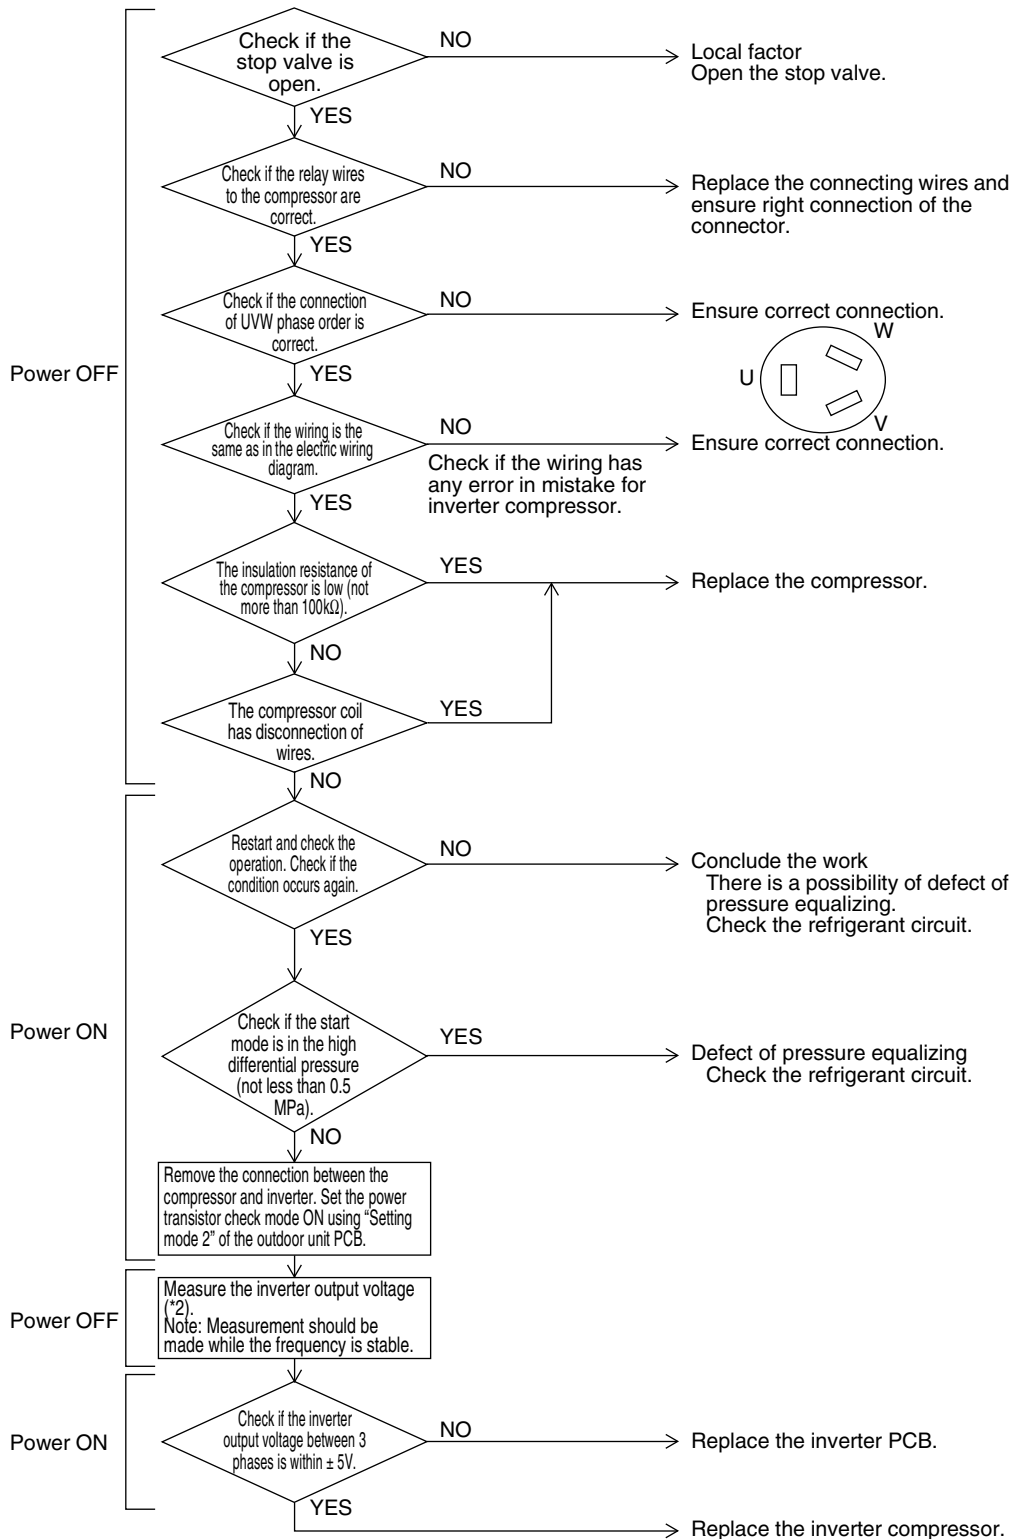 Check if the
stop valve is
open.
NO
Local factor
Open the stop valve.
YES
Check if the relay wires
to the compressor are
correct.
NO
Replace the connecting wires and
ensure right connection of the
connector.
YES
Check if the connection
of UVW phase order is
correct.
NO
Ensure correct connection.
W
U
V
Power OFF
YES
Check if the wiring is the
same as in the electric wiring
diagram.
NO
Check if the wiring has
any error in mistake for
inverter compressor.
Ensure correct connection.
YES
The insulation resistance of
the compressor is low (not
more than 100kΩ).
YES
Replace the compressor.
NO
The compressor coil
has disconnection of
wires.
YES
NO
Restart and check the
operation. Check if the
condition occurs again.
NO
Conclude the work
There is a possibility of defect of
pressure equalizing.
Check the refrigerant circuit.
YES
Power ON
Check if the start
mode is in the high
differential pressure
(not less than 0.5
MPa).
YES
Defect of pressure equalizing
Check the refrigerant circuit.
NO
Remove the connection between the
compressor and inverter. Set the power
transistor check mode ON using “Setting
mode 2” of the outdoor unit PCB.
Power OFF
Measure the inverter output voltage
(*2).
Note: Measurement should be
made while the frequency is stable.
Power ON
Check if the inverter
output voltage between 3
phases is within ± 5V.
NO
Replace the inverter PCB.
YES
Replace the inverter compressor.